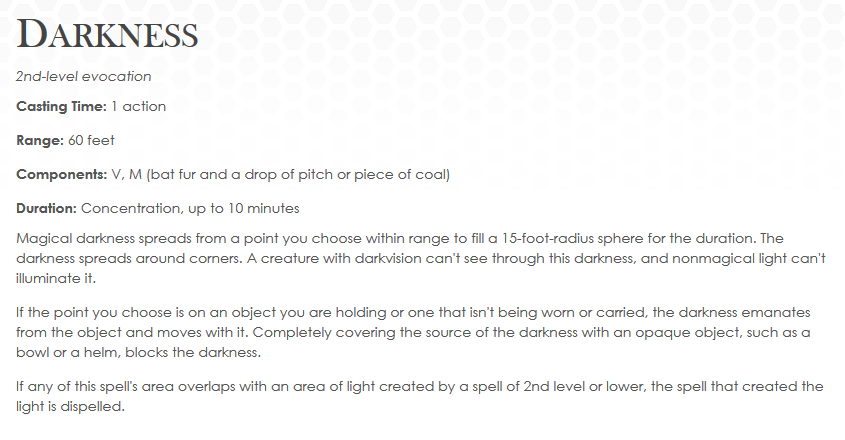 DARKNESS
2nd-level evocation
Casting Time: 1 action
Range: 60 feet
Components: V, M (bat fur and a drop of pitch or piece of coal)
Duration: Concentration, up to 10 minutes
Magical darkness spreads from a point you choose within range to fill a 15-foot-radius sphere for the duration. The
darkness spreads around corners. A creature with darkvision can't see through this darkness, and nonmagical light can't
illuminate it.
If the point you choose is on an object you are holding or one that isn't being worn or carried, the darkness emanates
from the object and moves with it. Completely covering the source of the darkness with an opaque object, such as a
bowl or a helm, blocks the darkness.
If any of this spell's area overlaps with an area of light created by a spell of 2nd level or lower, the spell that created the
light is dispelled.